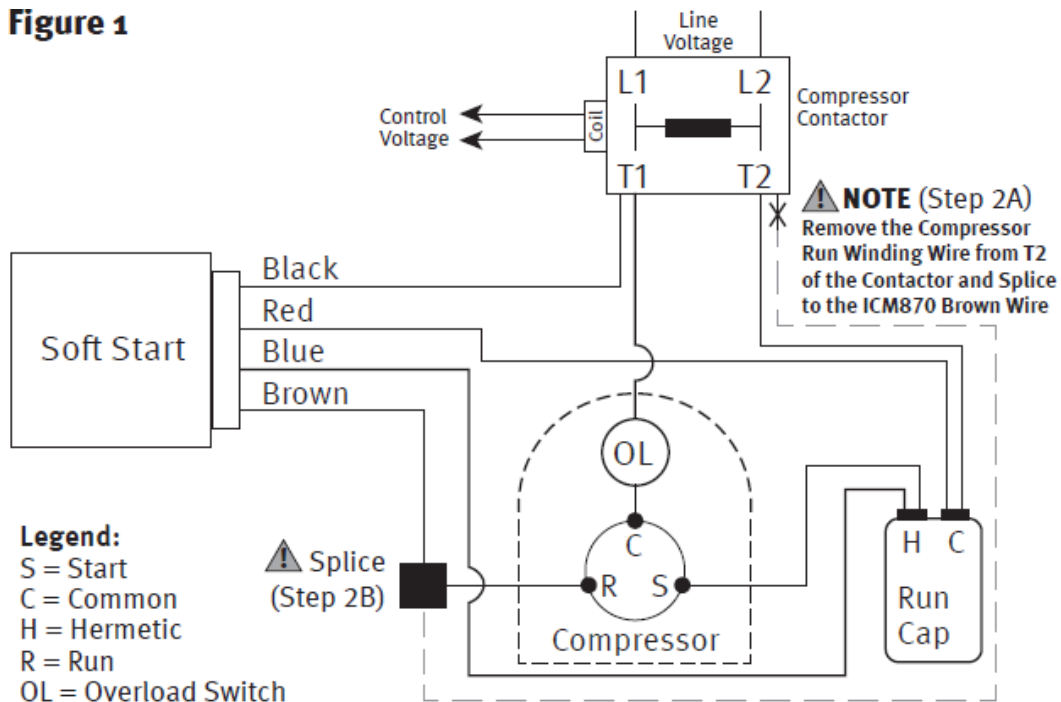 Figure 1
Line
Voltage
L1
L2
Compressor
Contactor
Control
Voltage
Coil
T1
T2
NOTE (Step 2A)
Remove the Compressor
Run Winding Wire from T2
of the Contactor and Splice
to the ICM870 Brown Wire
Black
Red
Soft Start
Blue
Brown
OL
C
H C
R
S
Run
Cap
Compressor
Splice
(Step 2B)
Legend:
S = Start
C = Common
H = Hermetic
R = Run
OL = Overload Switch